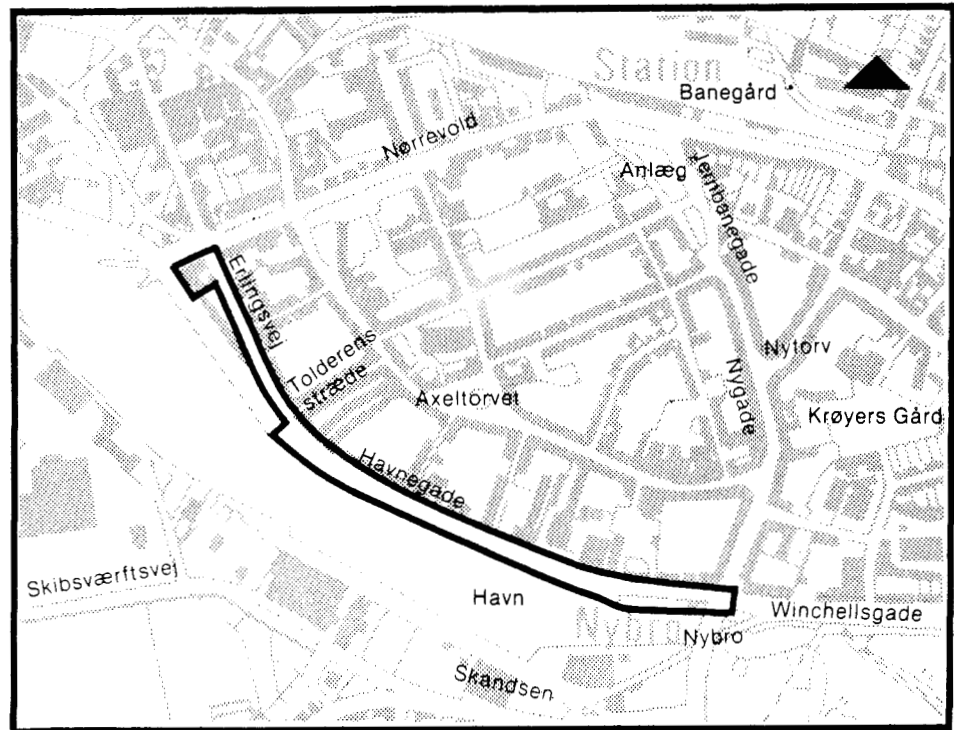 Station
Banegård
Nørrevold
Anlæg
Jernbanegade
Erlingsvej
Tolderens
stræde
Axeltorvet
Nytorv
Nygade
Krøyers Gård
Havnegade
Skibsværftsvej
Havn
Nybro
Winchellsgade
Nybro
Skandsen